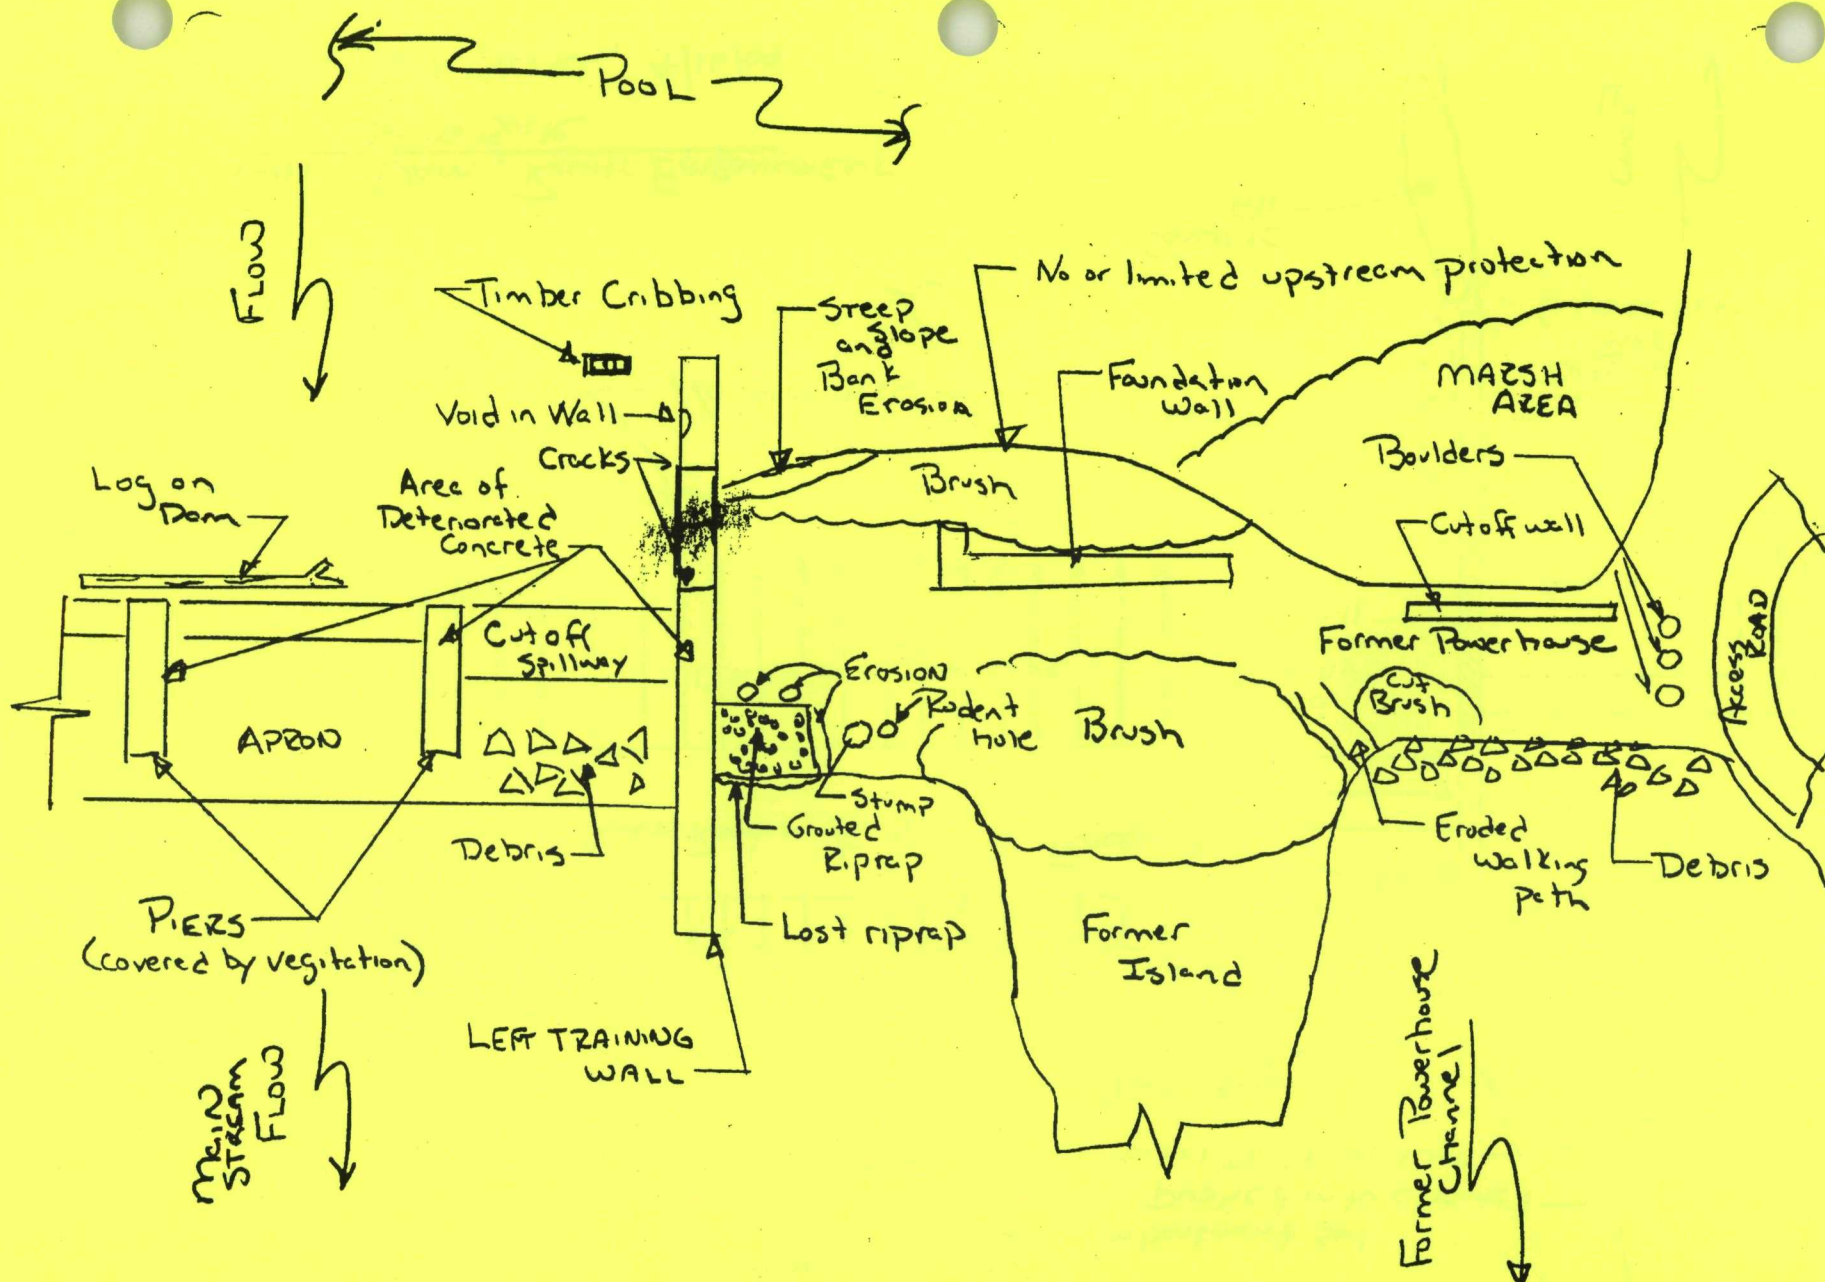 POOL
FLOW
Timber Cribbing
Steep
Slope
and
Bank
Erosion
No or limited upstream protection
Void in Wall
Foundation
Wall
MARSH
AREA
Cracks
Boulders
Log on
Dam
Area of
Deteriorated
Concrete
Brush
Cutoff wall
Cutoff
Spillway
Former Powerhouse
Access
ROAD
Erosion
Rodent
hole
Cut
Brush
APRON
Brush
Stump
Debris
Grouted
Riprap
Eroded
Walking
path
Debris
PIERS
(covered by vegitation)
Lost riprap
Former
Island
LEFT TRAINING
WALL
MAIN
STREAM
FLOW
Former Powerhouse
Channel